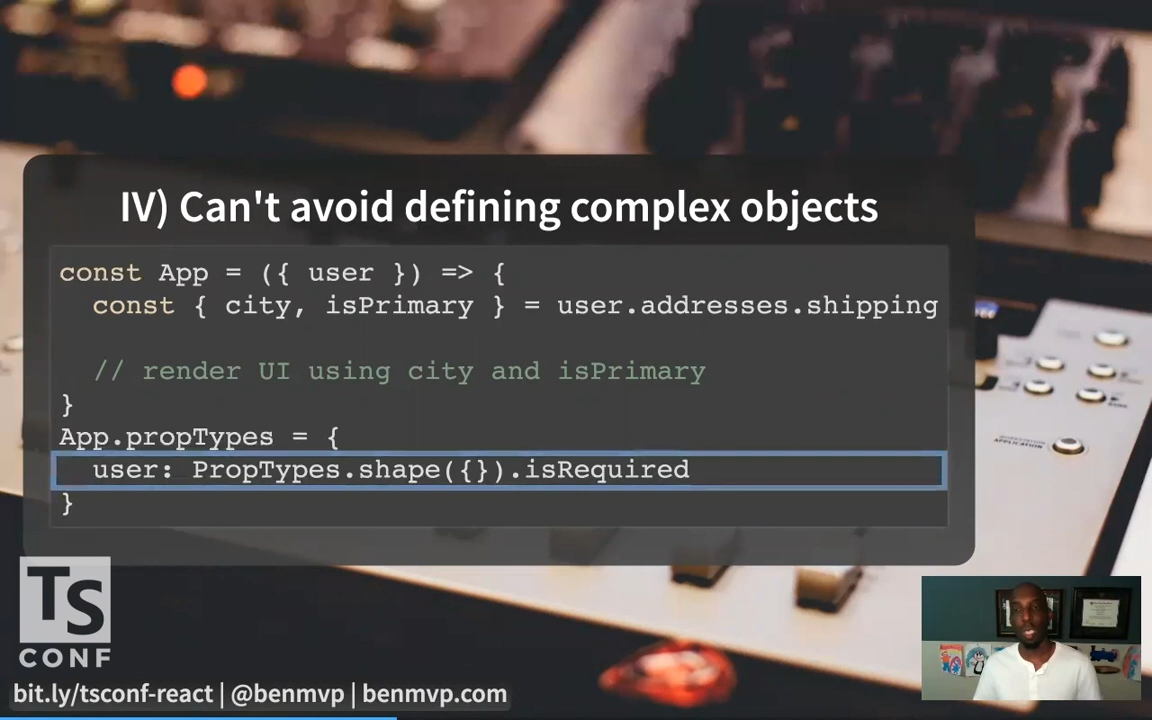 IV) Can't avoid defining complex objects
const App = ({ user }) => {
  const { city, isPrimary } = user.addresses.shipping
  // render UI using city and isPrimary
}
App.propTypes = {
  user: PropTypes.shape({}).isRequired
}
TS
CONF
bit.ly/tsconf-react | @benmvp | benmvp.com
APPLICATION